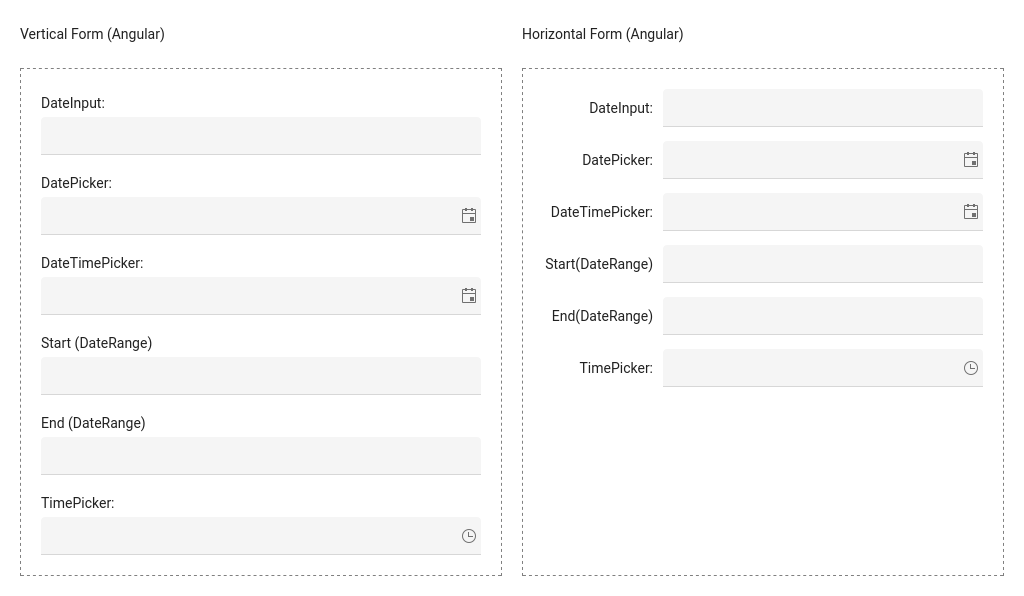 Vertical Form (Angular)
DateInput:
DatePicker:
DateTimePicker:
Start (DateRange)
End (DateRange)
TimePicker:
Horizontal Form (Angular)
DateInput:
DatePicker:
DateTimePicker:
Start(DateRange)
End(DateRange)
TimePicker: